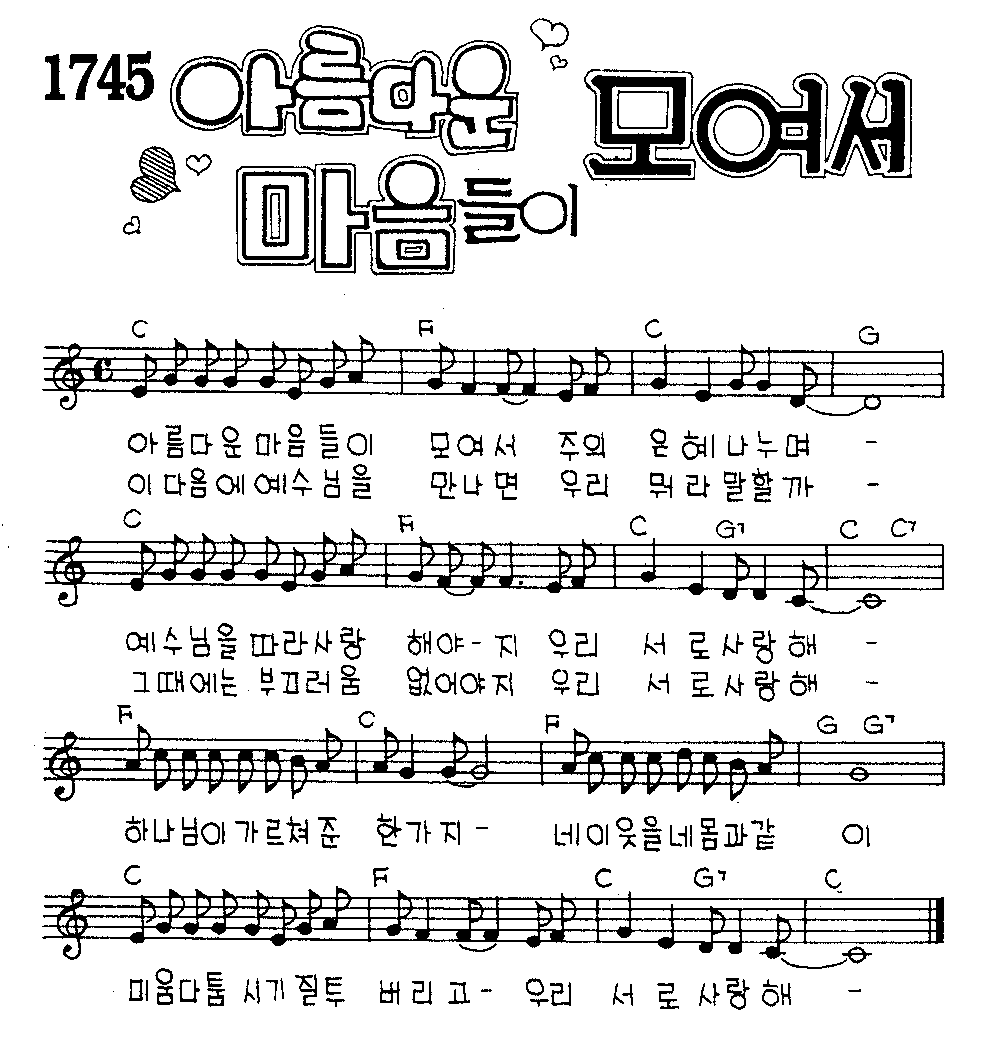 1745 아름다운 모여서
마음들이
C F C G
아름다운 마음들이 모여서 주의 은혜나누며 -
이다음에예수님을 만나면 우리 뭐라말할까 -
C F C G7 C C7
예수님을따라사랑 해야-지 우리 서로사랑해 -
그때에는부끄러움 없어야지 우리 서로사랑해 -
F C F G G7
하나님이가르쳐준 한가지- 네이웃을네몸과같 이
C F C G7 C
미움다툼시기질투 버리고- 우리 서로사랑해 -